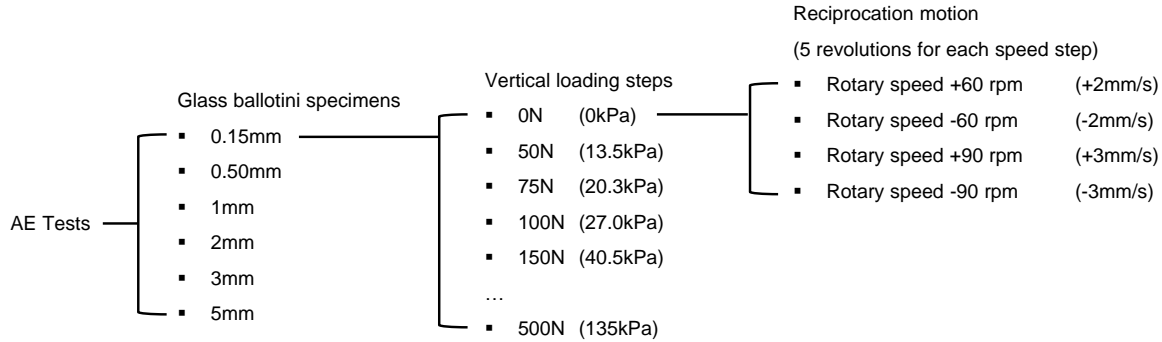 Reciprocation motion
(5 revolutions for each speed step)
▪ Rotary speed +60 rpm (+2mm/s)
▪ Rotary speed -60 rpm (-2mm/s)
▪ Rotary speed +90 rpm (+3mm/s)
▪ Rotary speed -90 rpm (-3mm/s)
Vertical loading steps
▪ 0N (0kPa)
▪ 50N (13.5kPa)
▪ 75N (20.3kPa)
▪ 100N (27.0kPa)
▪ 150N (40.5kPa)
...
▪ 500N (135kPa)
Glass ballotini specimens
▪ 0.15mm
▪ 0.50mm
▪ 1mm
▪ 2mm
▪ 3mm
▪ 5mm
AE Tests